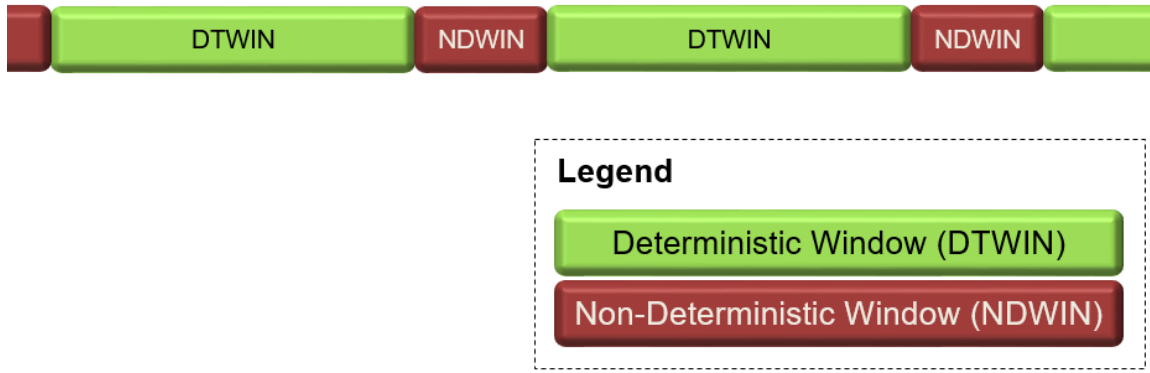 DTWIN NDWIN DTWIN NDWIN
Legend
Deterministic Window (DTWIN)
Non-Deterministic Window (NDWIN)